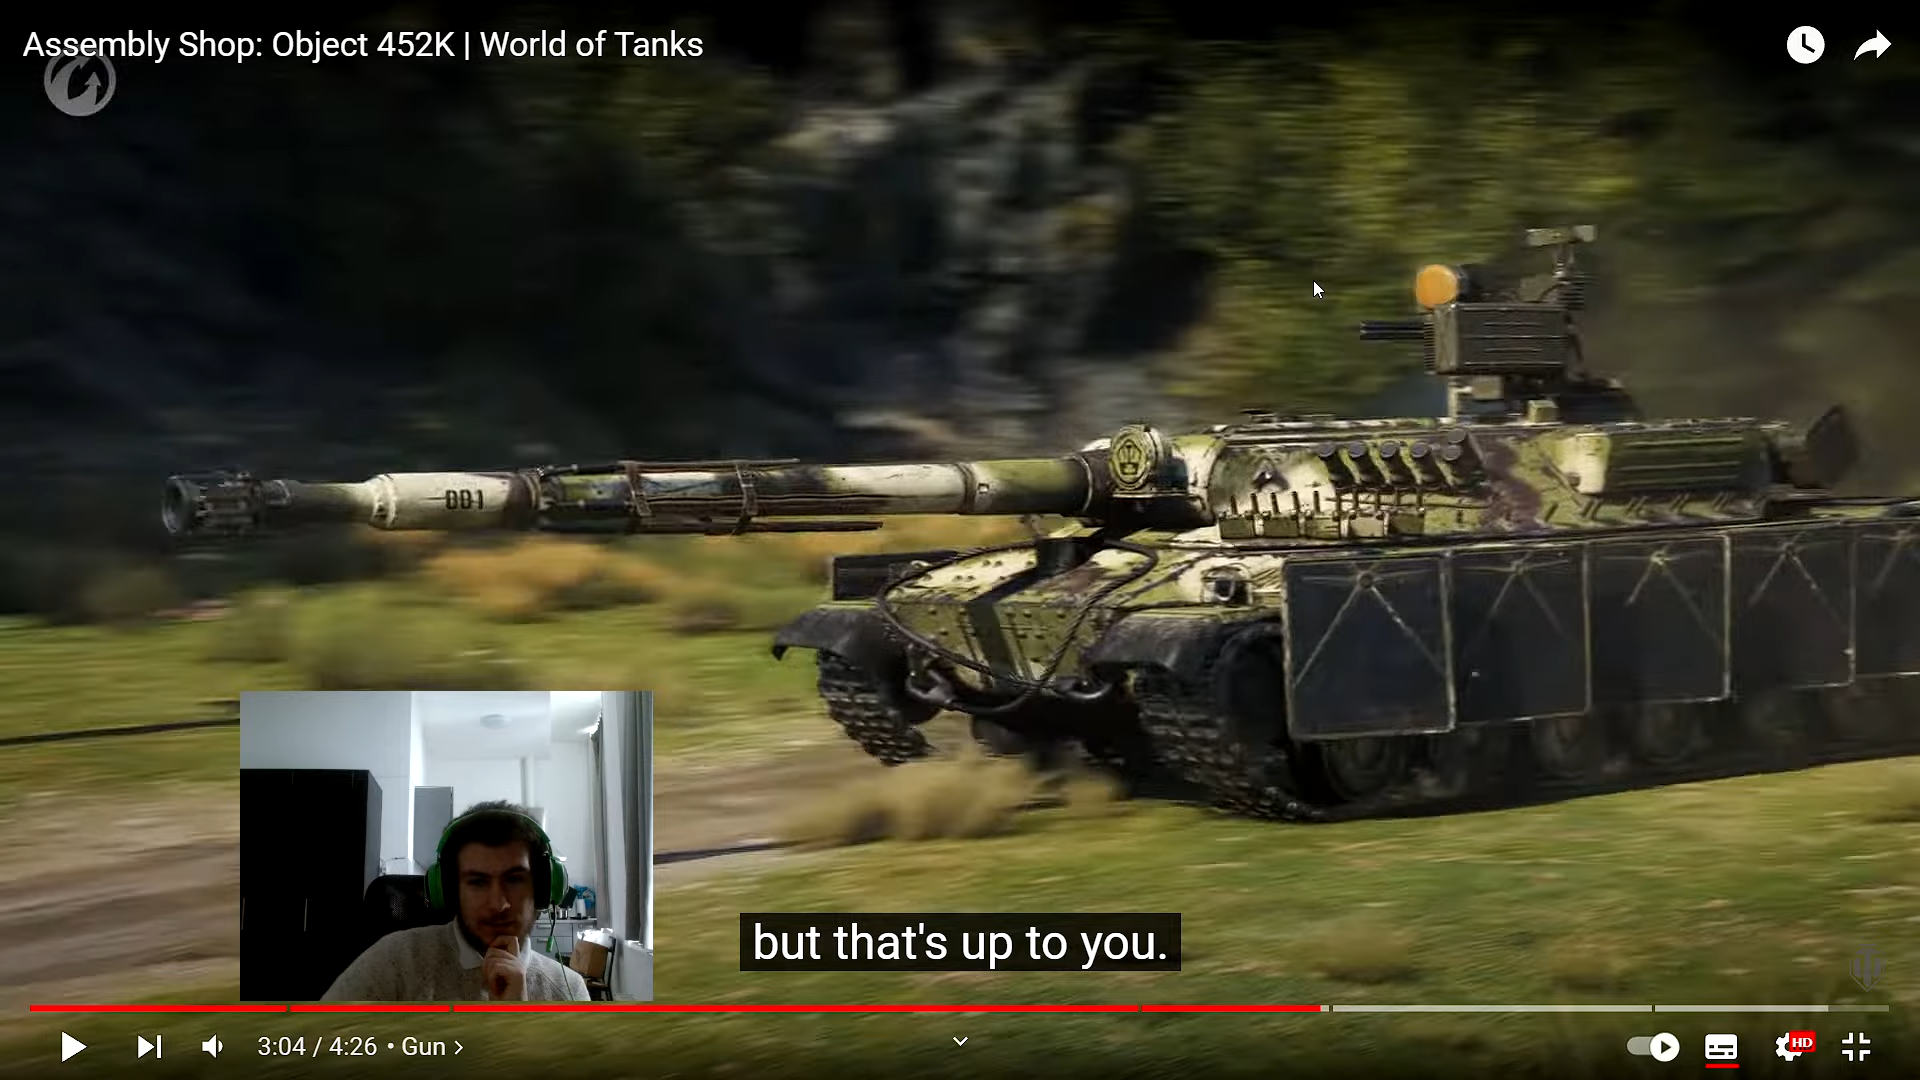 Assembly Shop: Object 452K | World of Tanks
001
but that's up to you.
3:04 / 4:26 • Gun >
HD